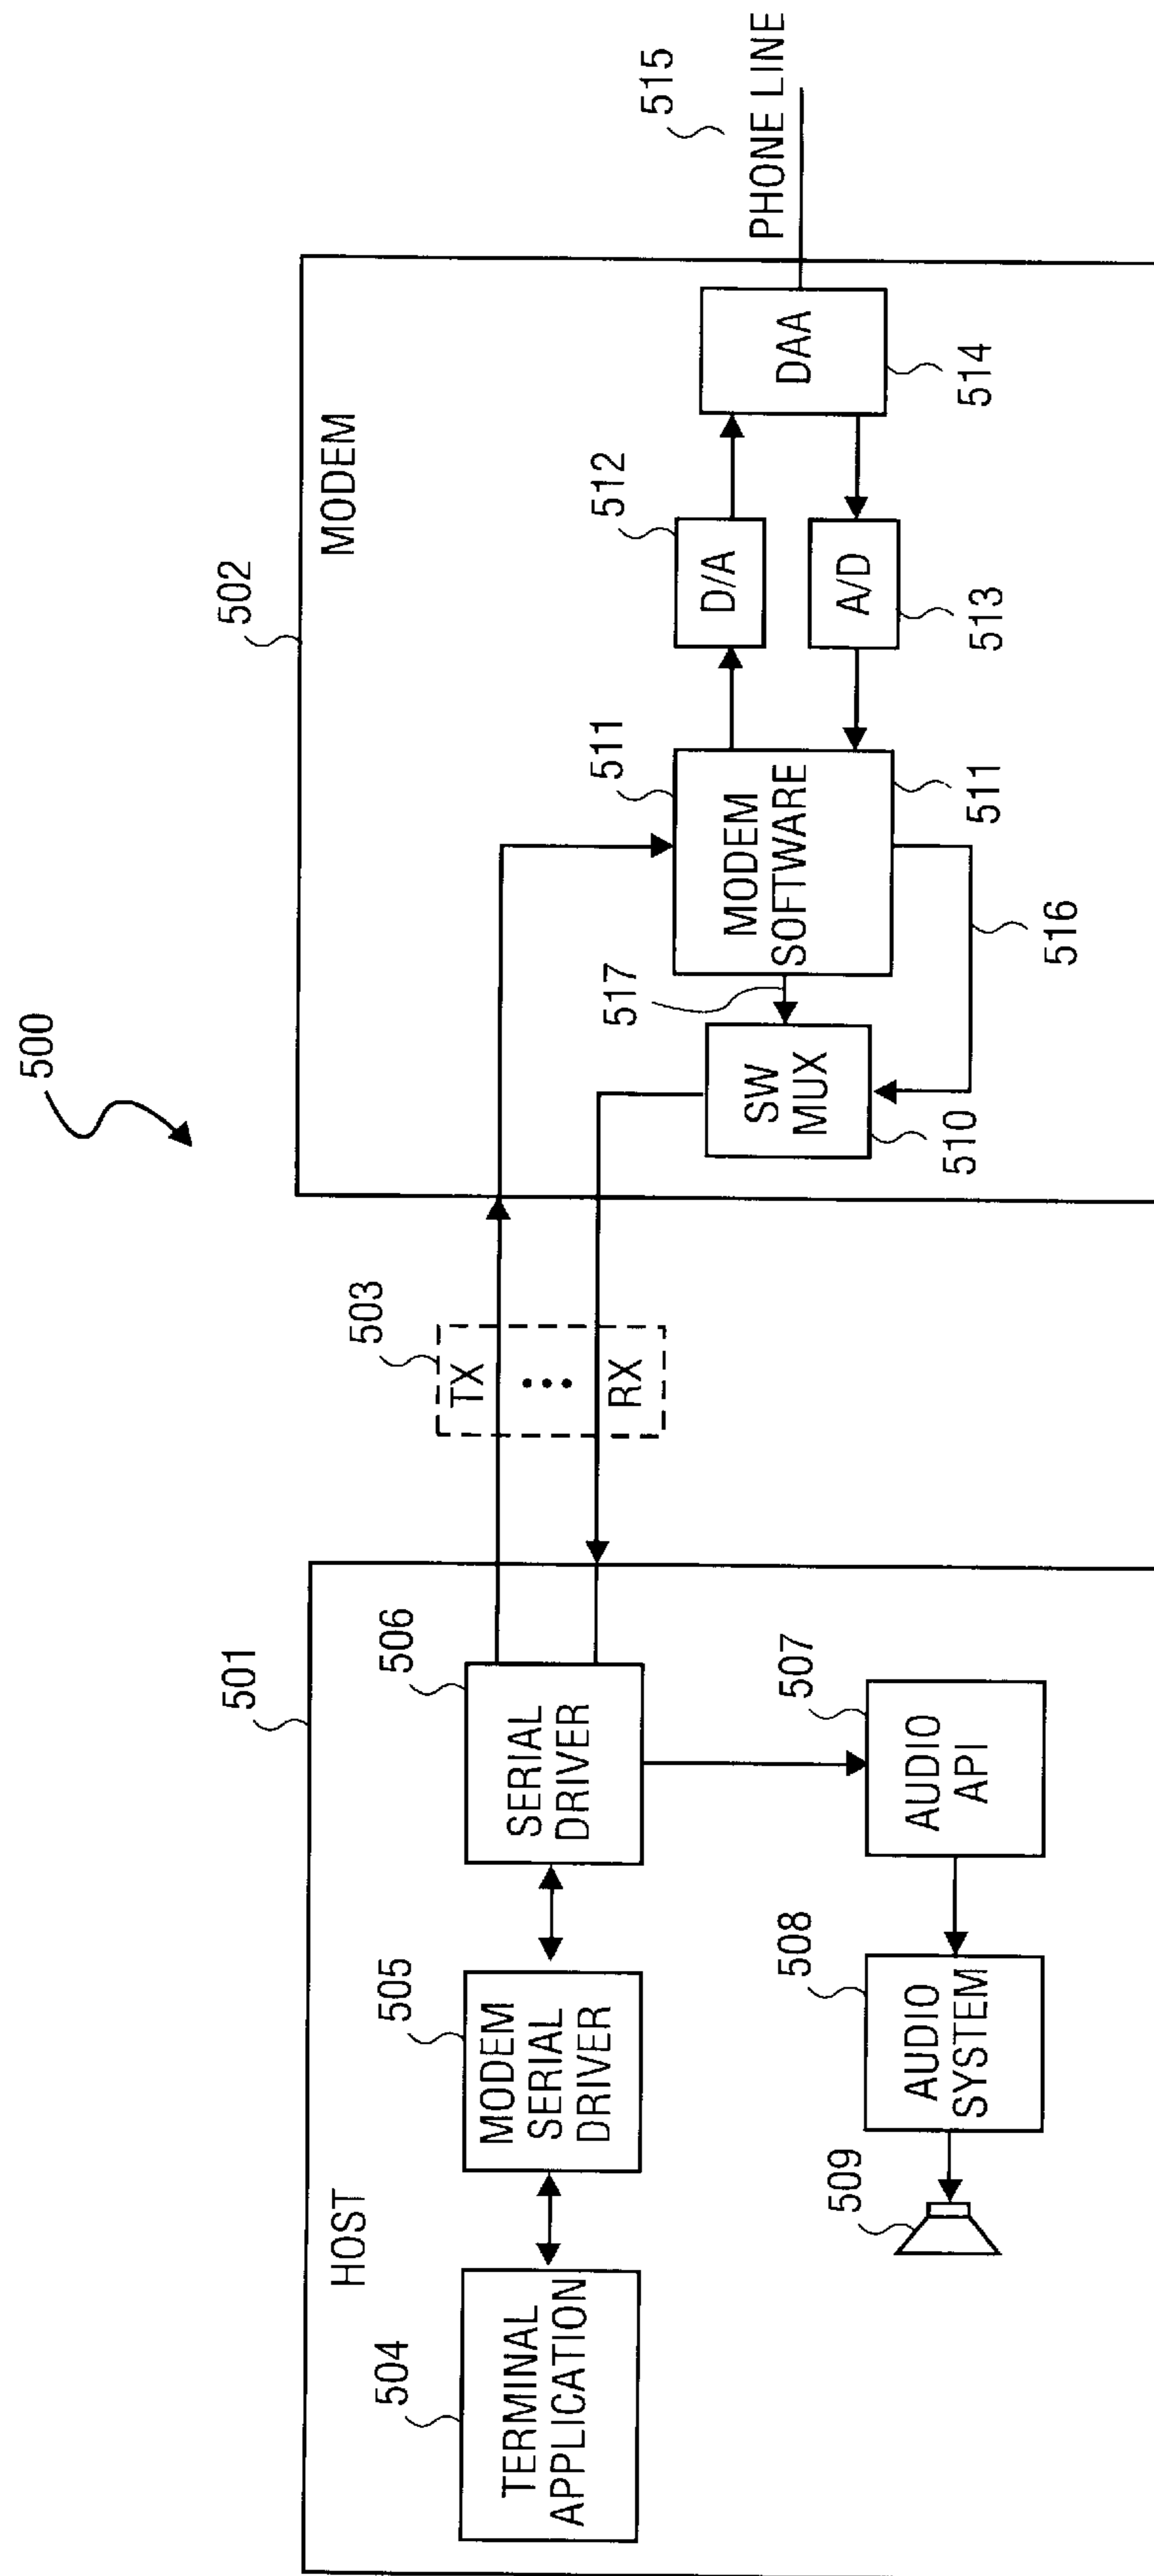 500
501
HOST
504
TERMINAL
APPLICATION
505
MODEM
SERIAL
DRIVER
506
SERIAL
DRIVER
507
AUDIO
API
508
AUDIO
SYSTEM
509
503
TX
RX
502
MODEM
510
SW
MUX
517
511
MODEM
SOFTWARE
511
516
512
D/A
A/D
513
DAA
514
515
PHONE LINE